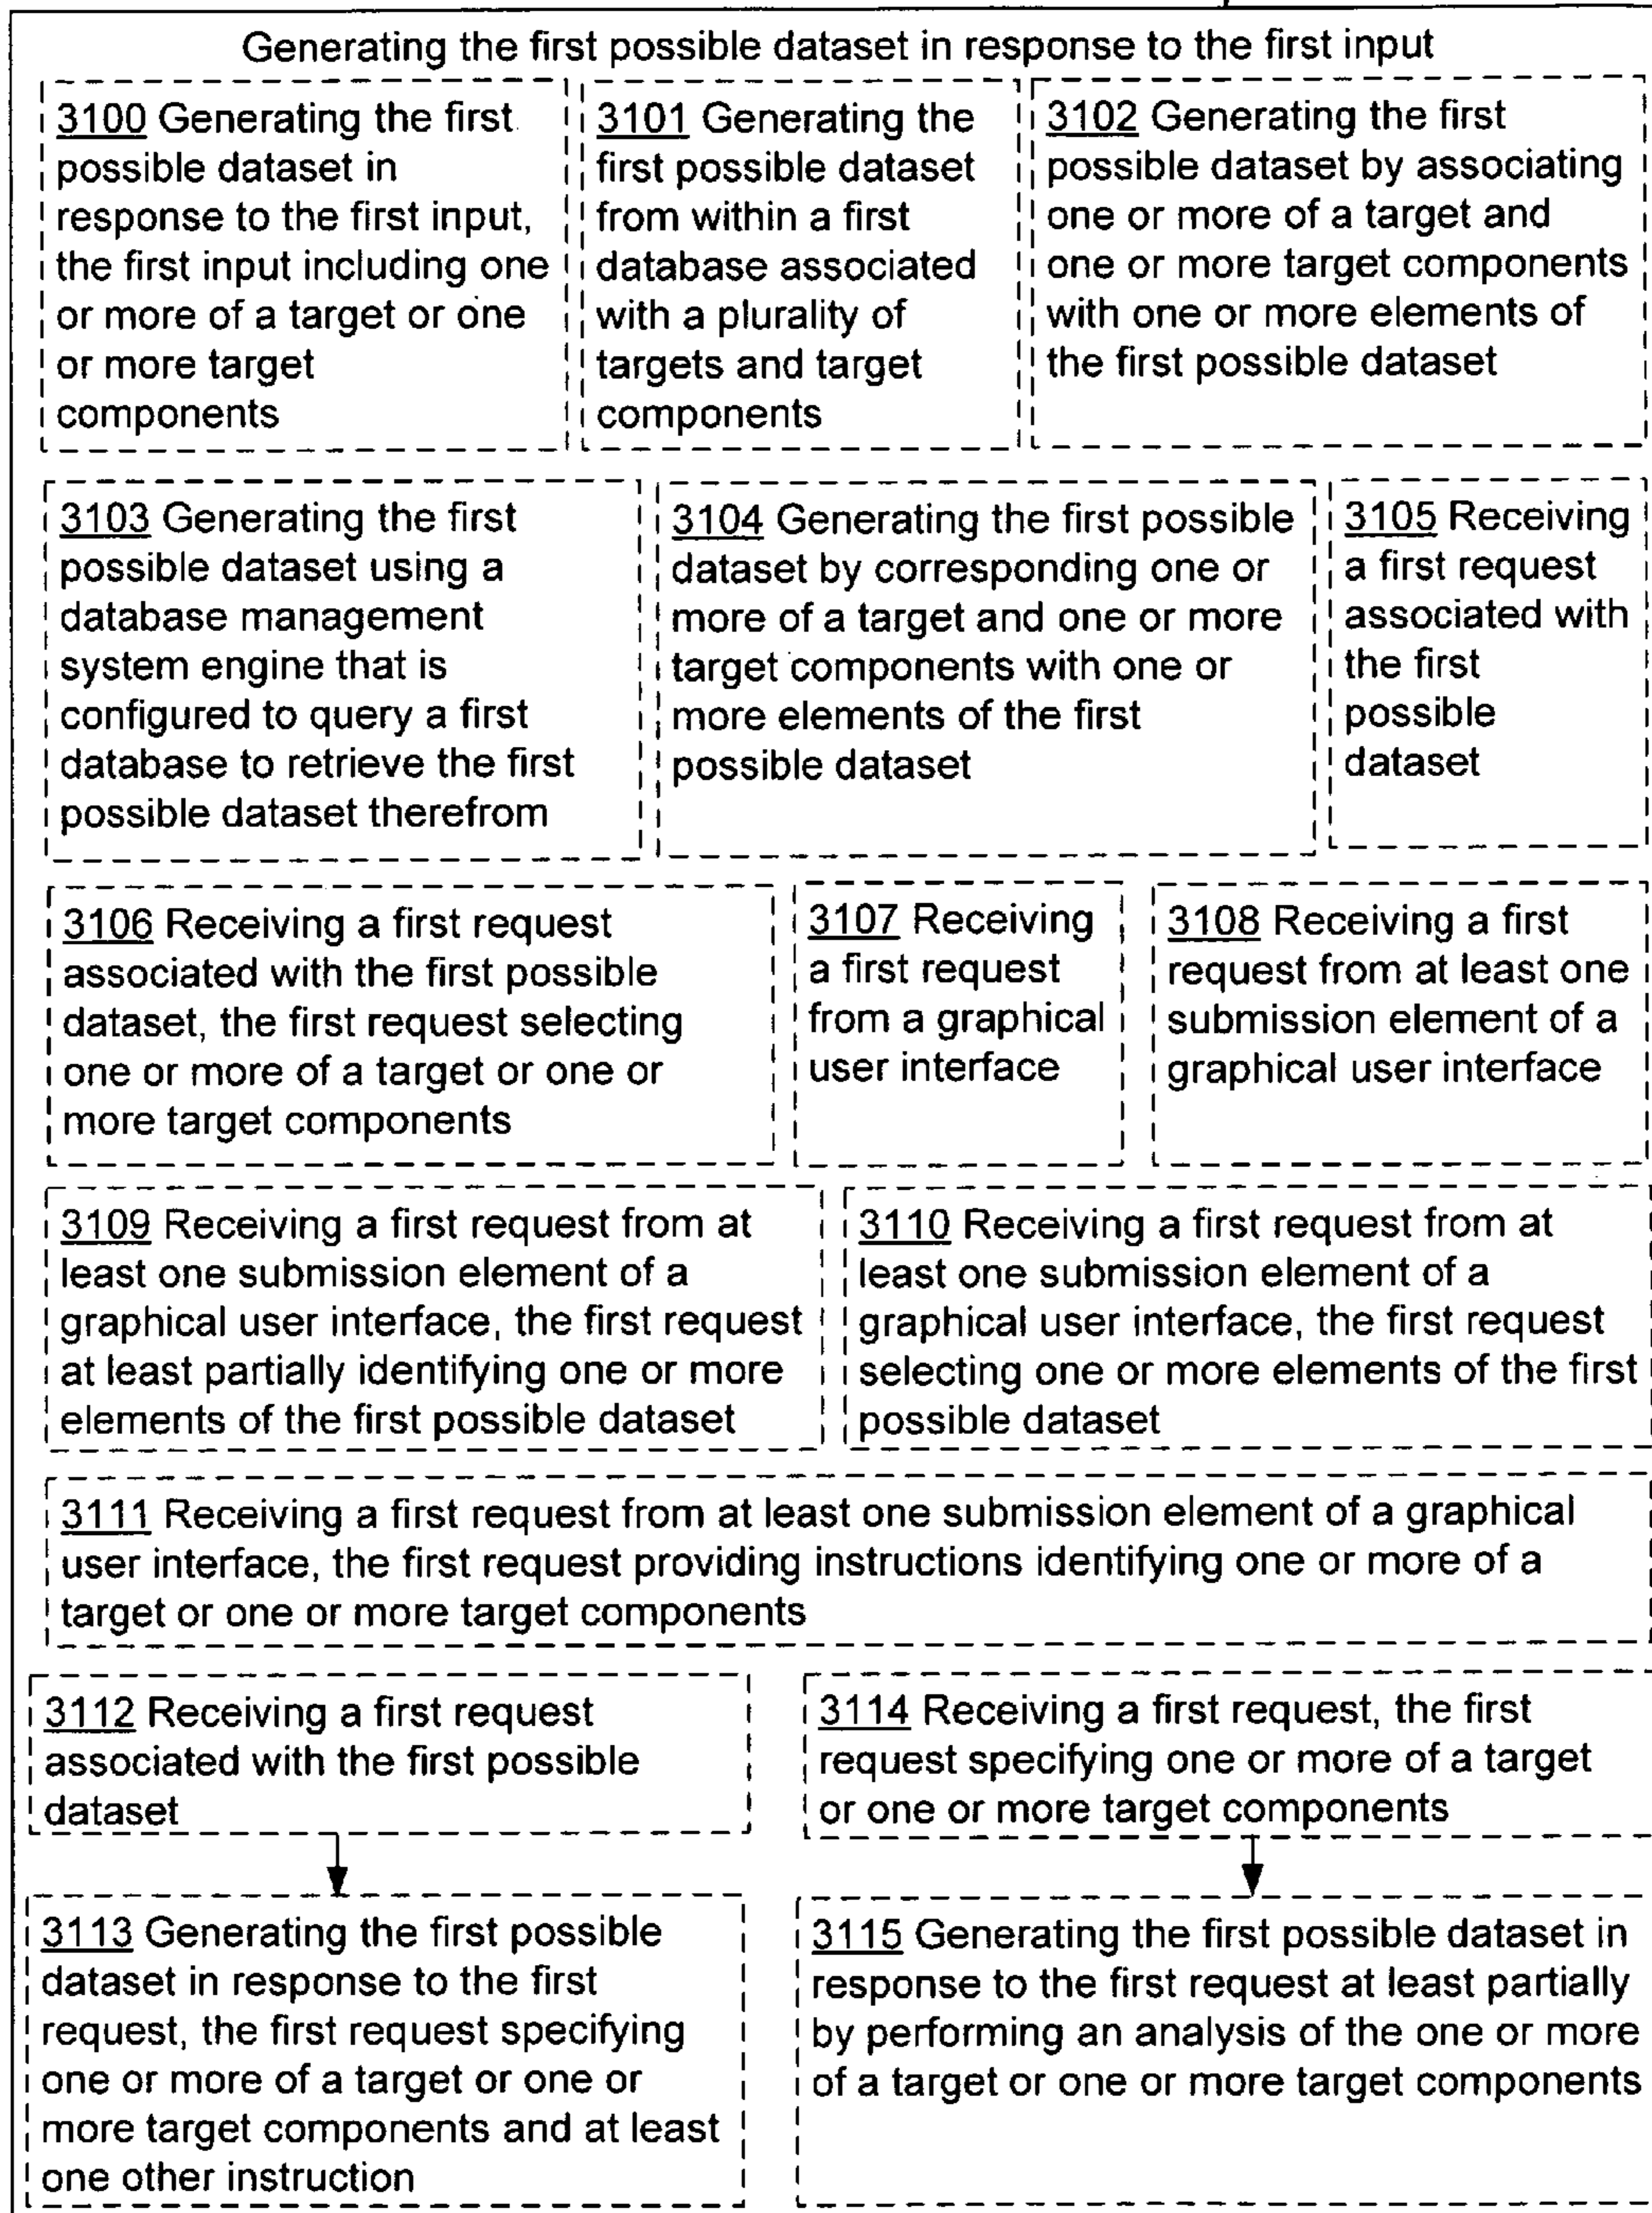 Generating the first possible dataset in response to the first input
3100 Generating the first
possible dataset in
response to the first input,
the first input including one
or more of a target or one
or more target
components
3101 Generating the
first possible dataset
from within a first
database associated
with a plurality of
targets and target
components
3102 Generating the first
possible dataset by associating
one or more of a target and
one or more target components
with one or more elements of
the first possible dataset
3103 Generating the first
possible dataset using a
database management
system engine that is
configured to query a first
database to retrieve the first
possible dataset therefrom
3104 Generating the first possible
dataset by corresponding one or
more of a target and one or more
target components with one or
more elements of the first
possible dataset
3105 Receiving
a first request
associated with
the first
possible
dataset
3106 Receiving a first request
associated with the first possible
dataset, the first request selecting
one or more of a target or one or
more target components
3107 Receiving
a first request
from a graphical
user interface
3108 Receiving a first
request from at least one
submission element of a
graphical user interface
3109 Receiving a first request from at
least one submission element of a
graphical user interface, the first request
at least partially identifying one or more
elements of the first possible dataset
3110 Receiving a first request from at
least one submission element of a
graphical user interface, the first request
selecting one or more elements of the first
possible dataset
3111 Receiving a first request from at least one submission element of a graphical
user interface, the first request providing instructions identifying one or more of a
target or one or more target components
3112 Receiving a first request
associated with the first possible
dataset
3113 Generating the first possible
dataset in response to the first
request, the first request specifying
one or more of a target or one or
more target components and at least
one other instruction
3114 Receiving a first request, the first
request specifying one or more of a target
or one or more target components
3115 Generating the first possible dataset in
response to the first request at least partially
by performing an analysis of the one or more
of a target or one or more target components